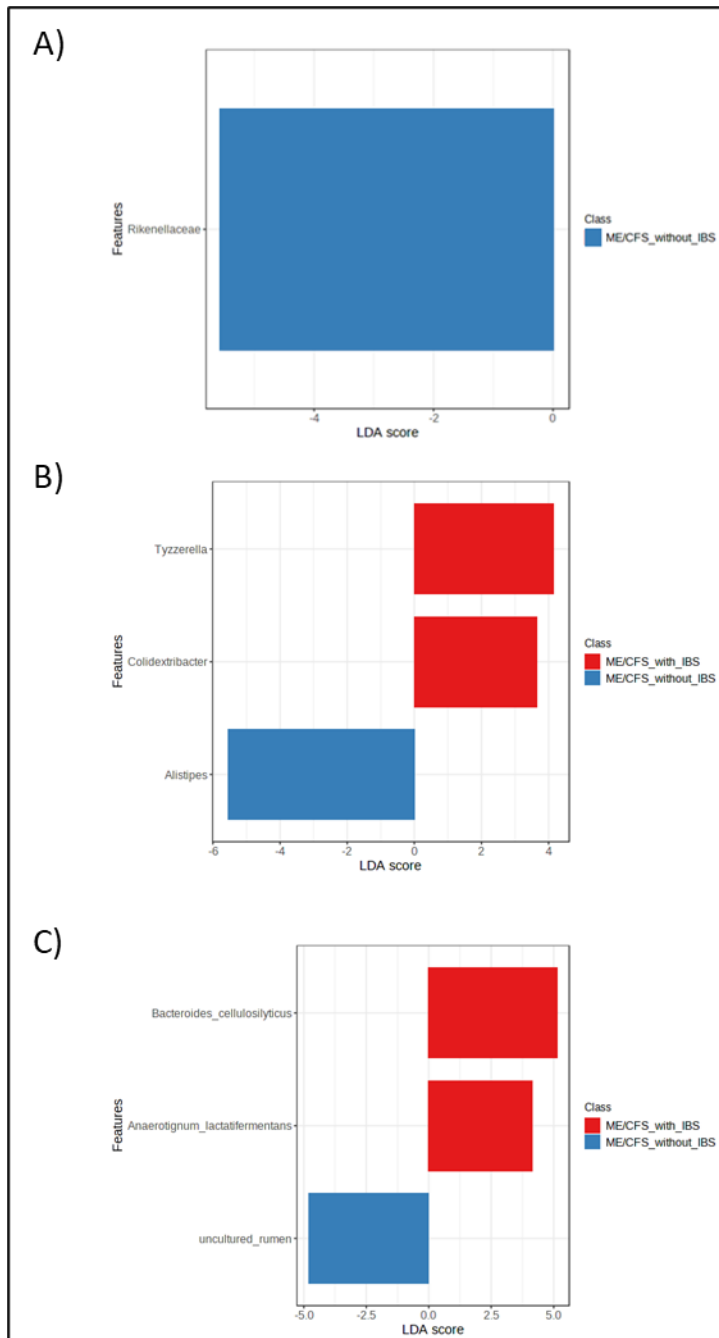 A)
Features
Rikenellaceae
-4
-2
0
LDA score
Class
ME/CFS_without_IBS
B)
Features
Tyzzerella
Colidextribacter
Alistipes
-6
-4
-2
0
2
4
LDA score
Class
ME/CFS_with_IBS
ME/CFS_without_IBS
C)
Features
Bacteroides_cellulosilyticus
Anaerotignum_lactatifermentans
uncultured_rumen
-5.0
-2.5
0.0
2.5
5.0
LDA score
Class
ME/CFS_with_IBS
ME/CFS_without_IBS